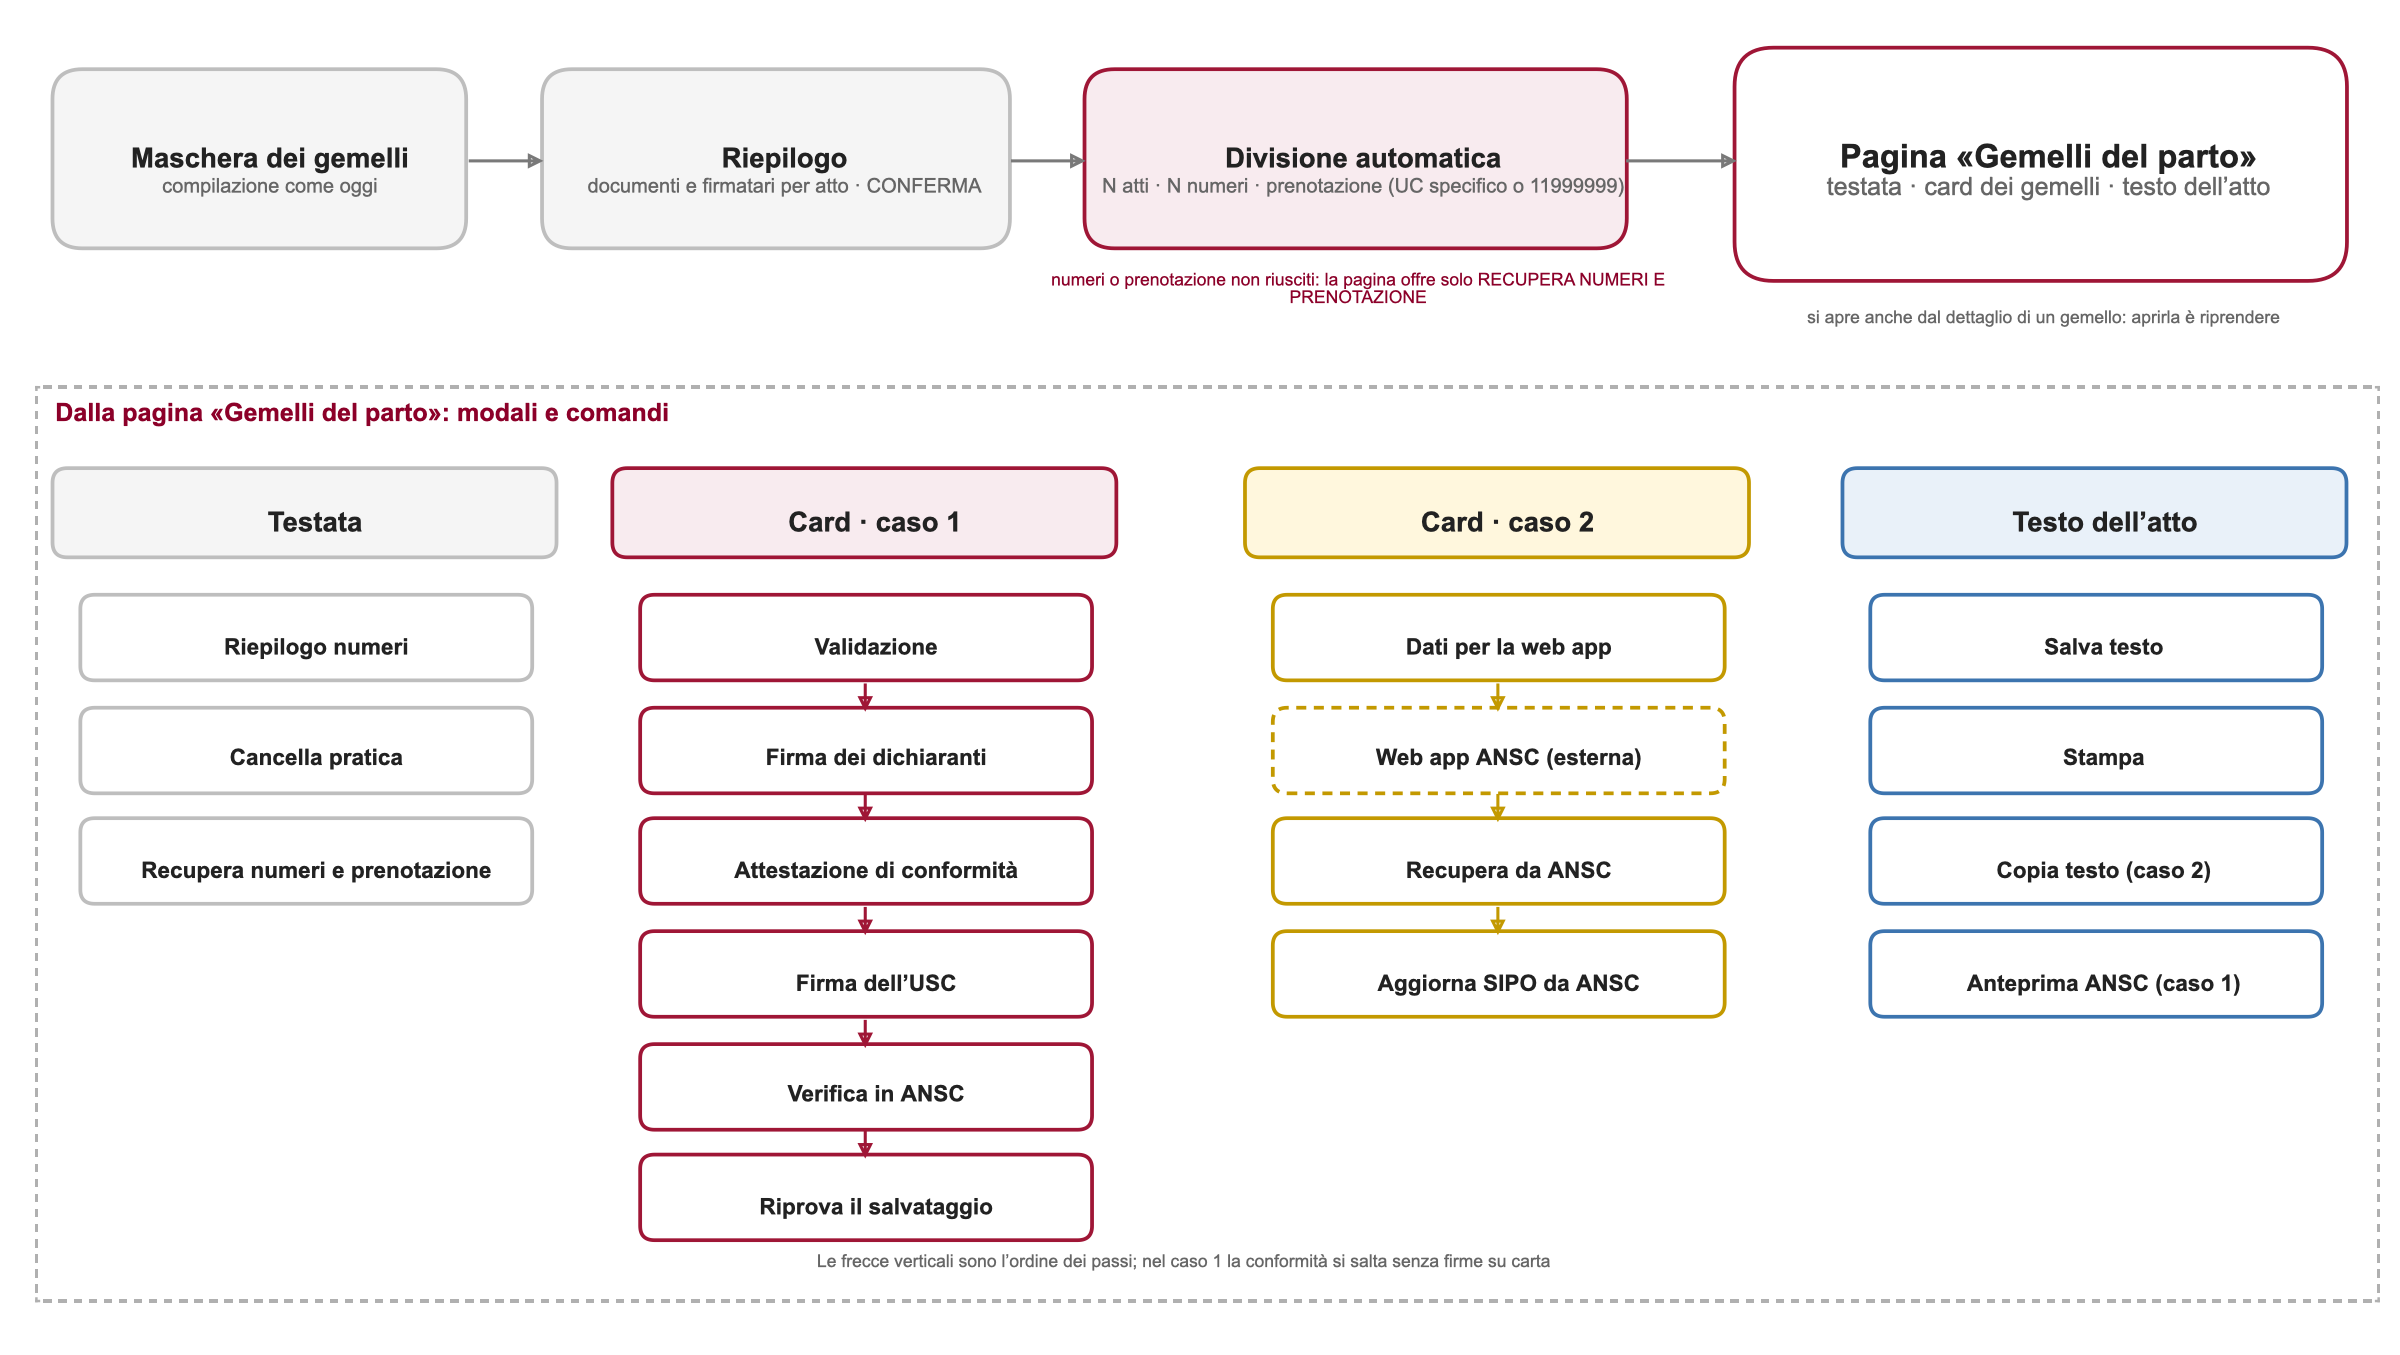 Maschera dei gemelli
compilazione come oggi
Riepilogo
documenti e firmatari per atto · CONFERMA
Divisione automatica
N atti · N numeri · prenotazione (UC specifico o 11999999)
Pagina «Gemelli del parto»
testata · card dei gemelli · testo dell’atto
numeri o prenotazione non riusciti: la pagina offre solo RECUPERA NUMERI E
PRENOTAZIONE
si apre anche dal dettaglio di un gemello: aprirla è riprendere
Dalla pagina «Gemelli del parto»: modali e comandi
Testata
Riepilogo numeri
Cancella pratica
Recupera numeri e prenotazione
Card · caso 1
Validazione
Firma dei dichiaranti
Attestazione di conformità
Firma dell’USC
Verifica in ANSC
Riprova il salvataggio
Card · caso 2
Dati per la web app
Web app ANSC (esterna)
Recupera da ANSC
Aggiorna SIPO da ANSC
Testo dell’atto
Salva testo
Stampa
Copia testo (caso 2)
Anteprima ANSC (caso 1)
Le frecce verticali sono l’ordine dei passi; nel caso 1 la conformità si salta senza firme su carta